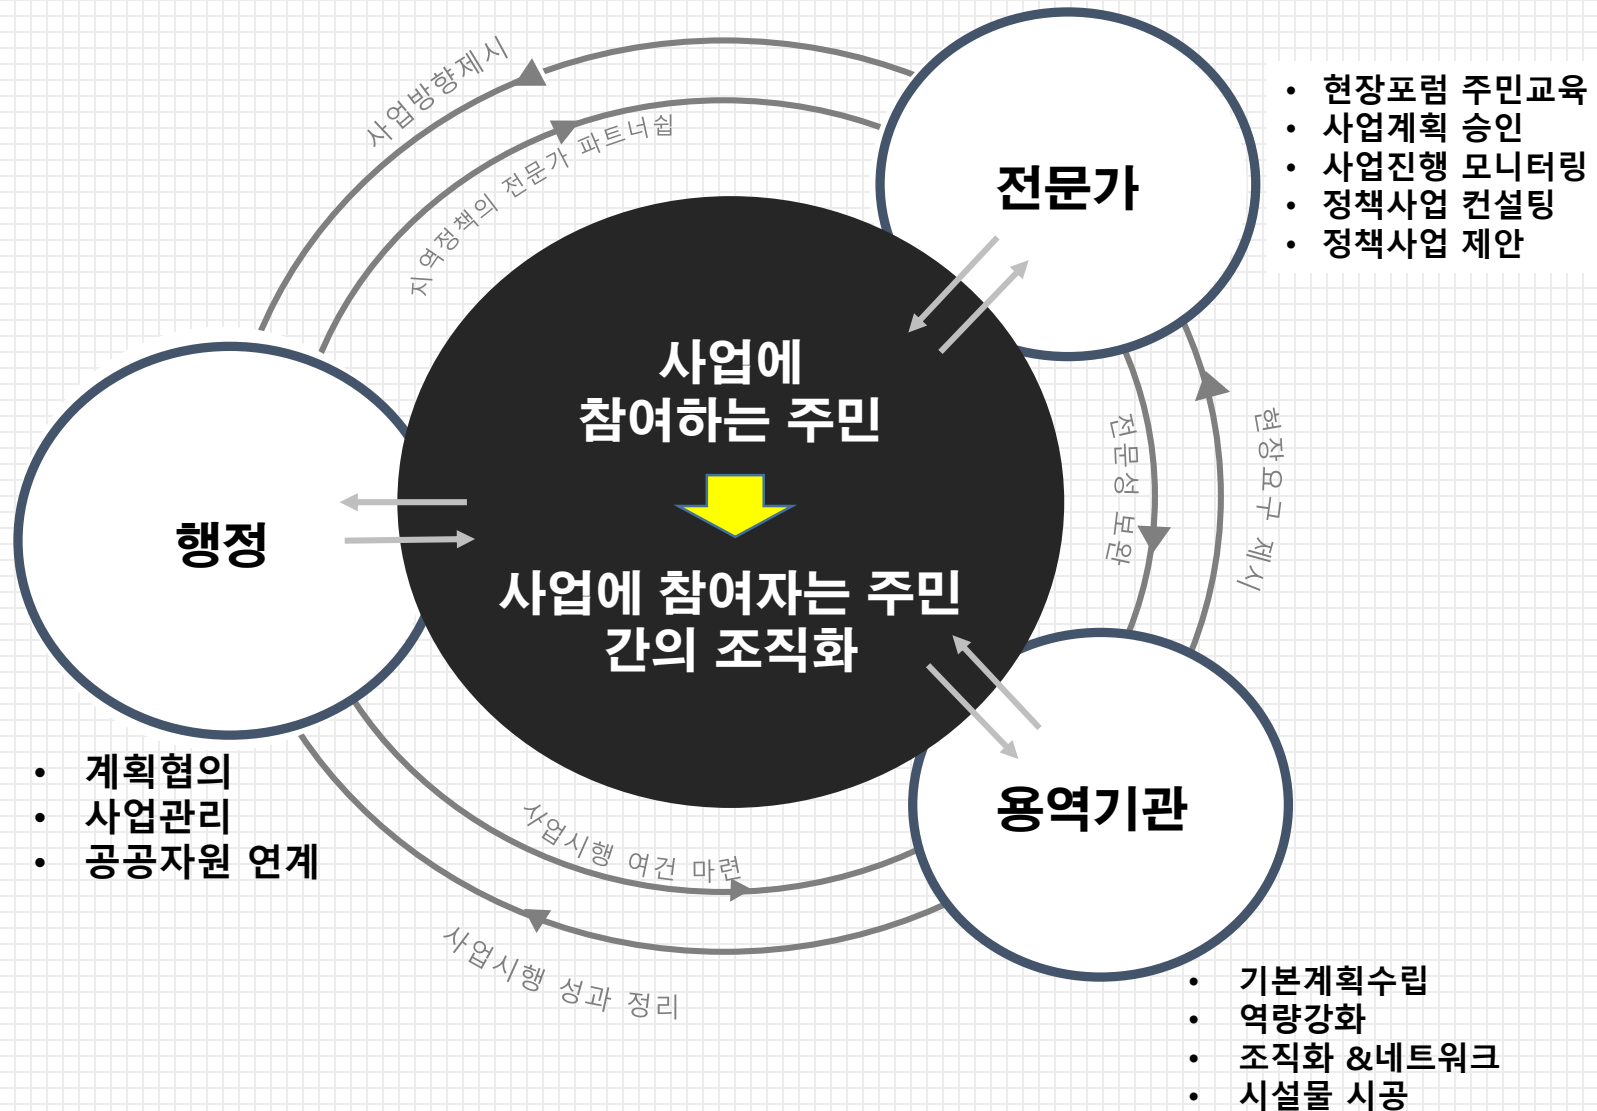 사업방향제시
지역정책의 전문가 파트너쉽
전문가
• 현장포럼 주민교육
• 사업계획 승인
• 사업진행 모니터링
• 정책사업 컨설팅
• 정책사업 제안
사업에
참여하는 주민
사업에 참여자는 주민
간의 조직화
전문성 보완
현장요구 제시
행정
• 계획협의
• 사업관리
• 공공자원 연계
용역기관
사업시행 여건 마련
사업시행 성과 정리
• 기본계획수립
• 역량강화
• 조직화 &네트워크
• 시설물 시공